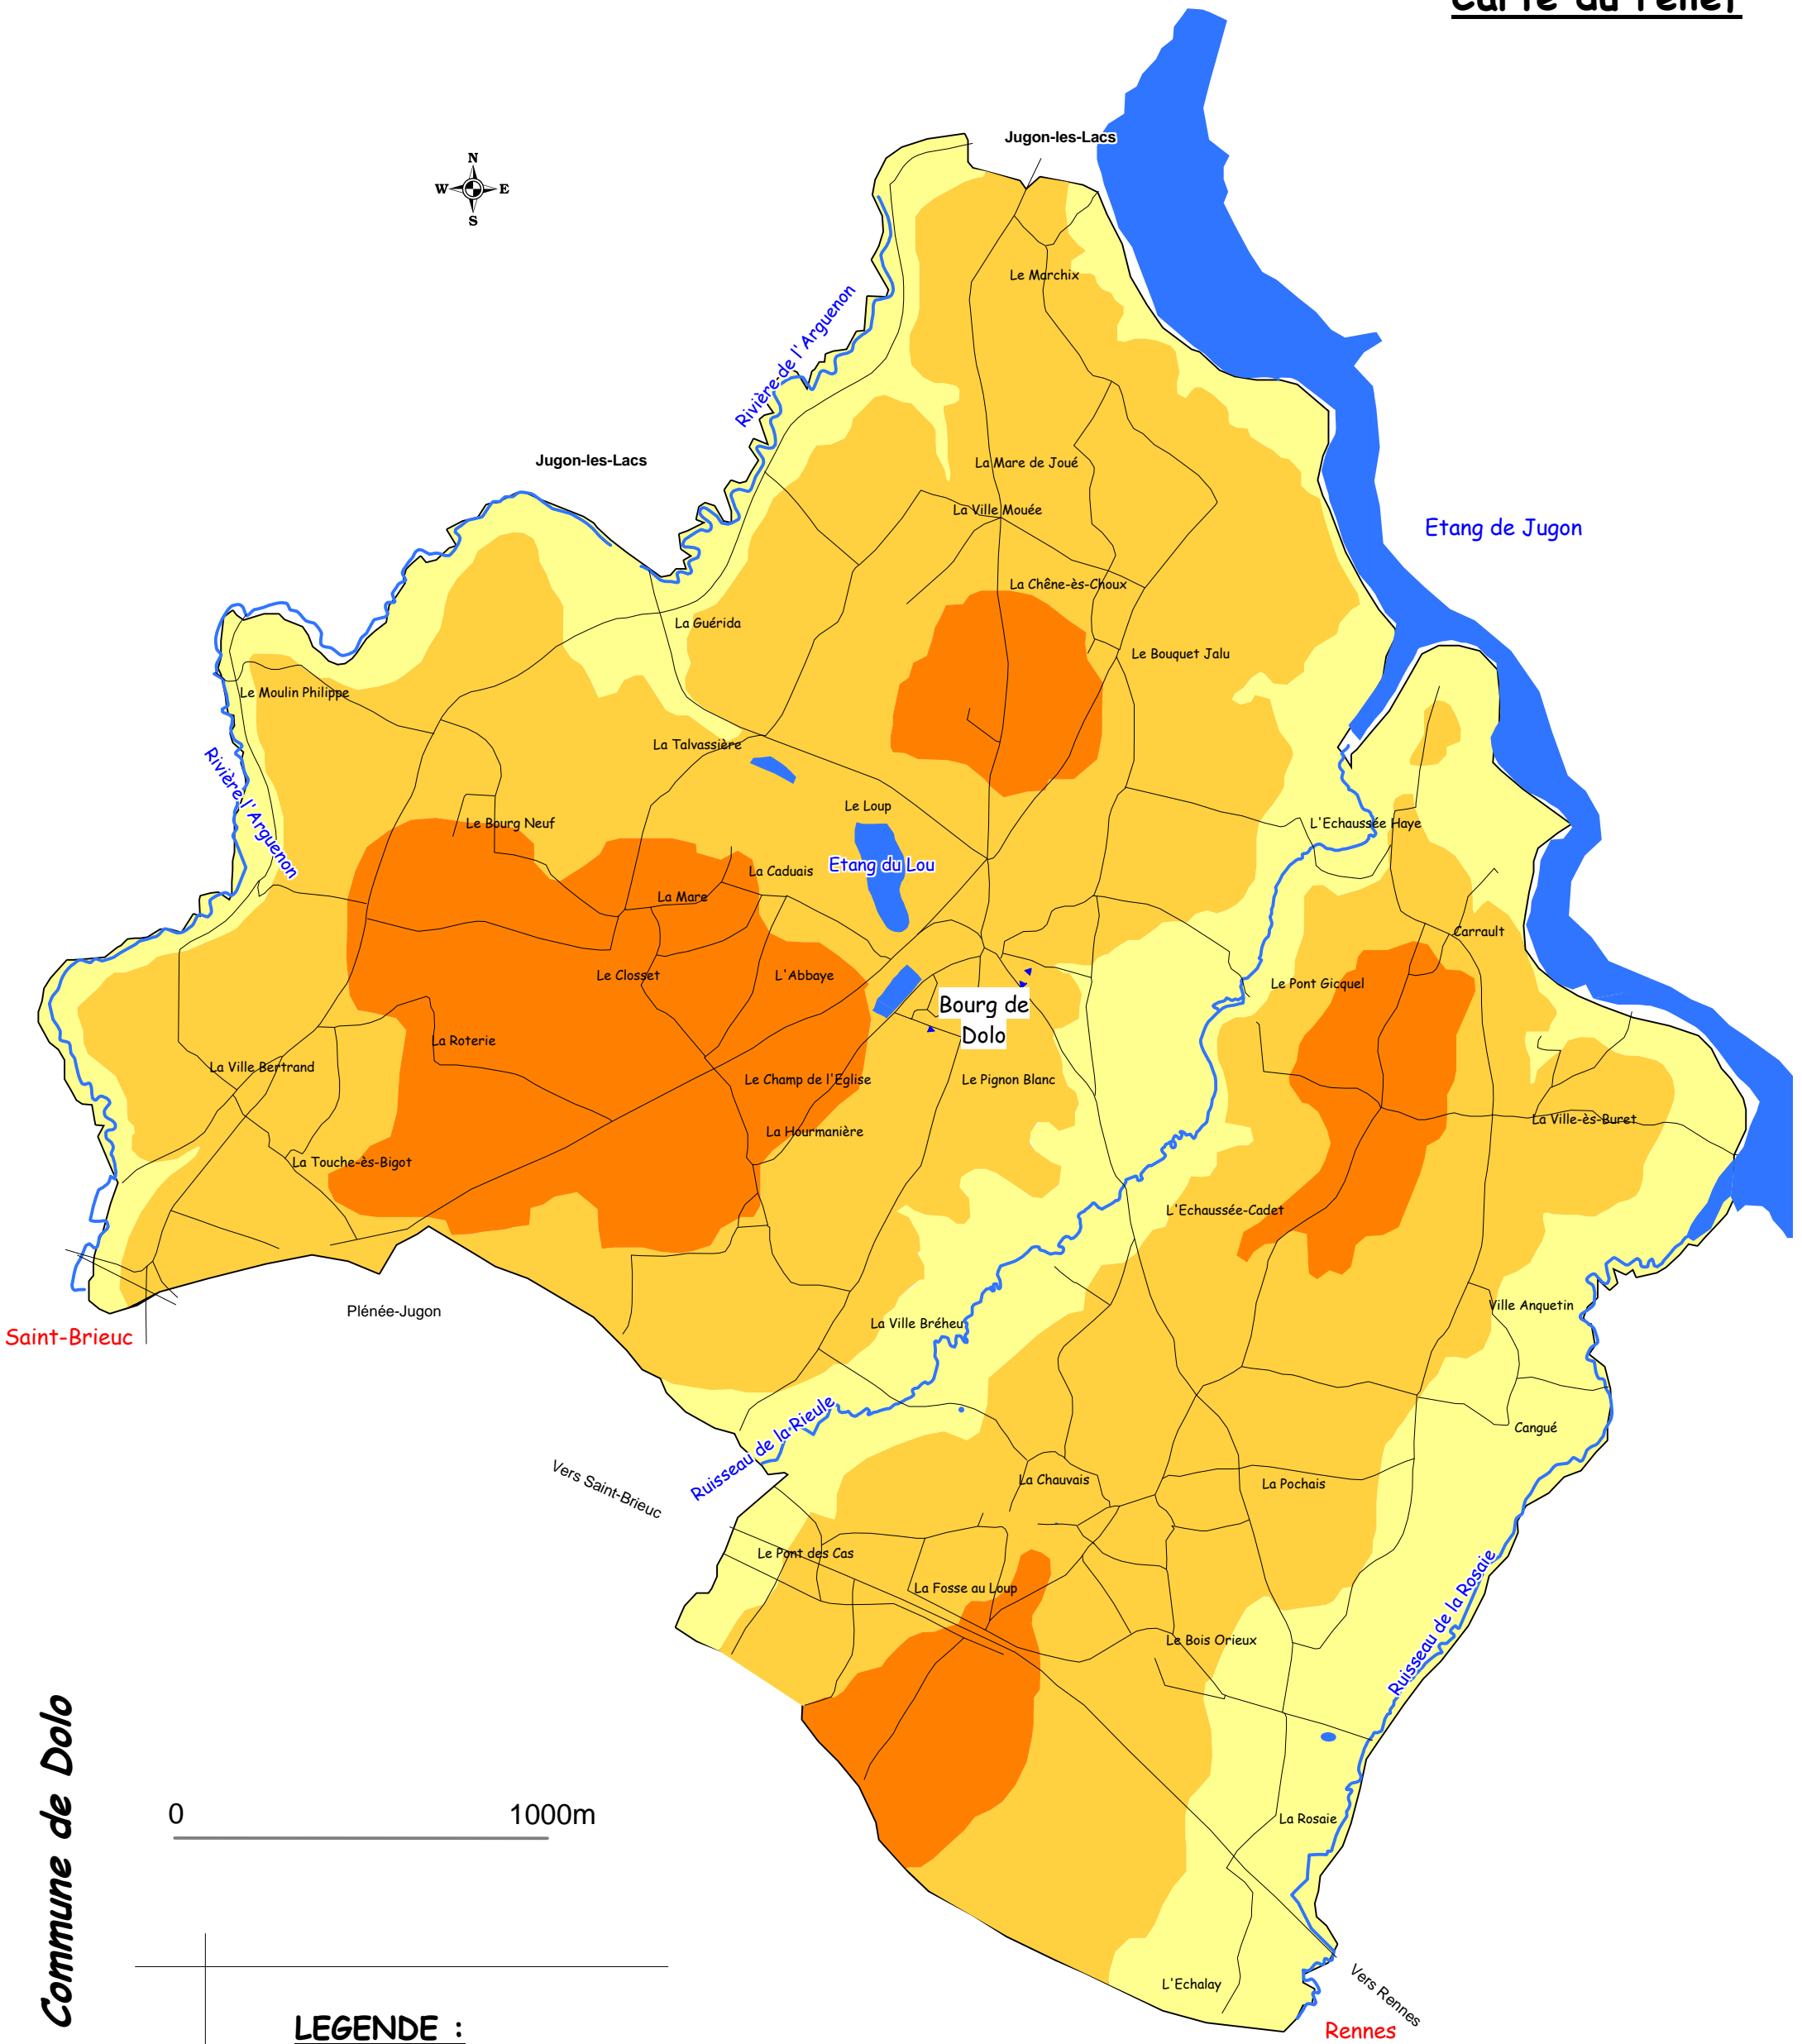 Carte du relief
Jugon-les-Lacs
N
W E
S
Le Marchix
Rivière de l'Arguenon
Jugon-les-Lacs
La Mare de Joué
La Ville Mouée
Etang de Jugon
La Chêne-ès-Choux
La Guérida
Le Bouquet Jalu
Le Moulin Philippe
La Talvassière
Rivière l'Arguenon
Le Loup
Le Bourg Neuf
L'Echaussée Haye
Etang du Lou
La Caduais
La Mare
Carrault
Le Closset
L'Abbaye
Le Pont Gicquel
Bourg de
Dolo
La Roterie
La Ville Bertrand
Le Champ de l'Eglise
Le Pignon Blanc
La Ville-ès-Buret
La Hourmanière
La Touche-ès-Bigot
L'Echaussée-Cadet
Plénée-Jugon
Ville Anquetin
La Ville Bréheu
Saint-Brieuc
Ruisseau de la Rieule
Cangué
Vers Saint-Brieuc
La Chauvais
La Pochais
Le Pont des Cas
La Fosse au Loup
Ruisseau de la Rosaie
Le Bois Orieux
Commune de Dolo
0 1000m
La Rosaie
L'Echalay
Vers Rennes
LEGENDE :
Rennes